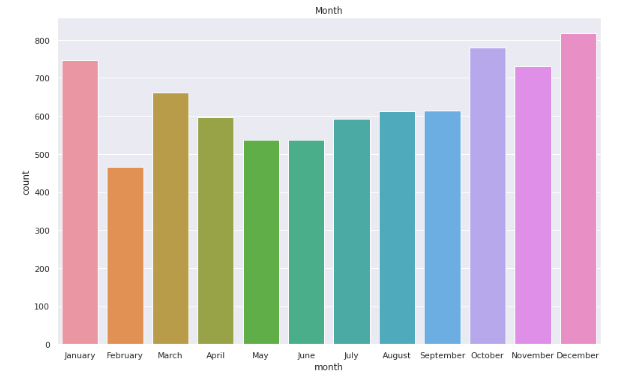 Month
800
700
600
500
400
300
200
100
0
count
January February March April May June July August September October November December
month